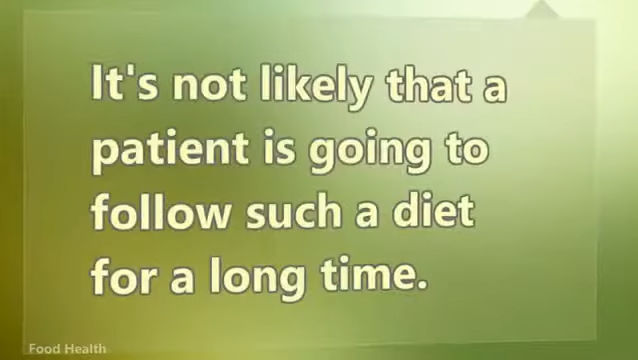 It's not likely that a
patient is going to
follow such a diet
for a long time.
Food Health